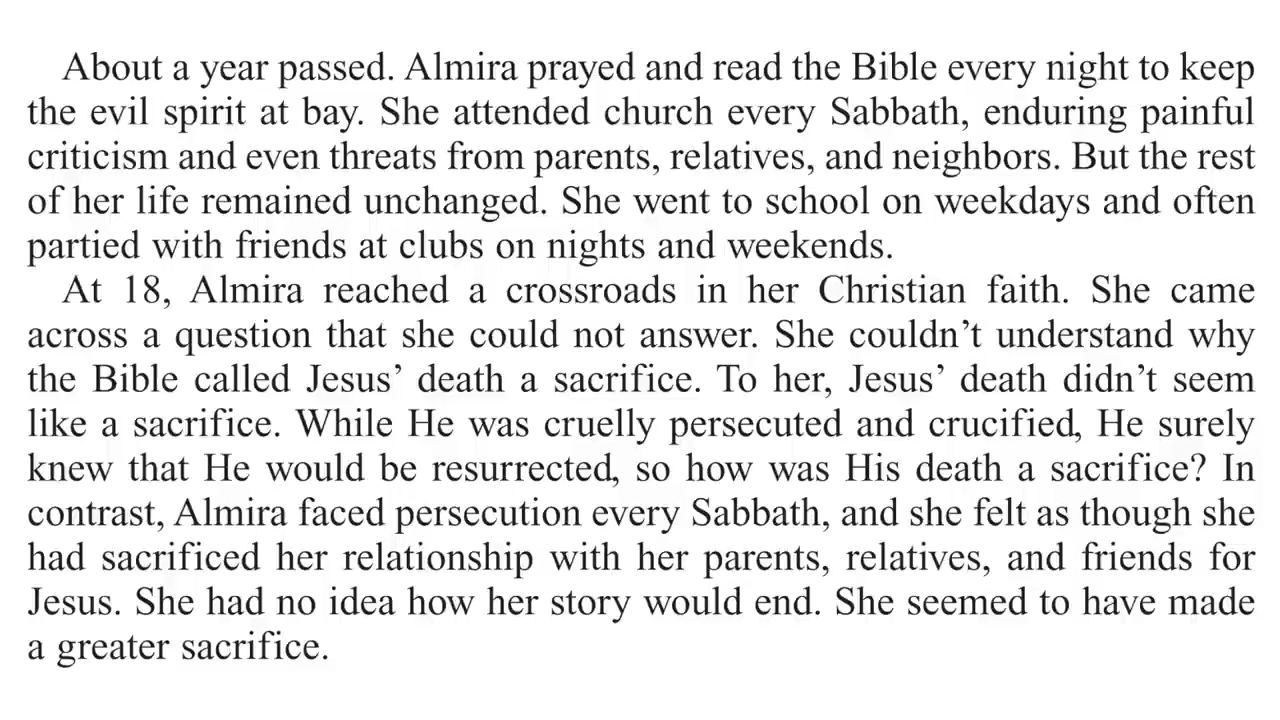 About a year passed. Almira prayed and read the Bible every night to keep
the evil spirit at bay. She attended church every Sabbath, enduring painful
criticism and even threats from parents, relatives, and neighbors. But the rest
of her life remained unchanged. She went to school on weekdays and often
partied with friends at clubs on nights and weekends.
At 18, Almira reached a crossroads in her Christian faith. She came
across a question that she could not answer. She couldn’t understand why
the Bible called Jesus’ death a sacrifice. To her, Jesus’ death didn’t seem
like a sacrifice. While He was cruelly persecuted and crucified, He surely
knew that He would be resurrected, so how was His death a sacrifice? In
contrast, Almira faced persecution every Sabbath, and she felt as though she
had sacrificed her relationship with her parents, relatives, and friends for
Jesus. She had no idea how her story would end. She seemed to have made
a greater sacrifice.